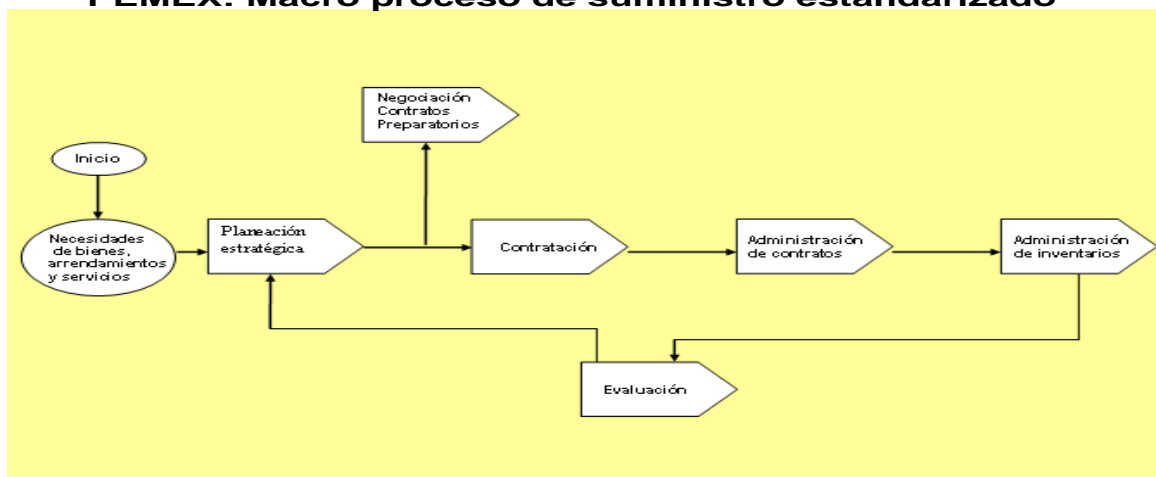 PEMEX: Macro proceso de suministro estandarizado
Negociación
Contratos
Preparatorios
Inicio
Necesidades
de bienes,
arrendamientos
y servicios
Planeación
estratégica
Contratación
Administración
de contratos
Administración
de inventarios
Evaluación